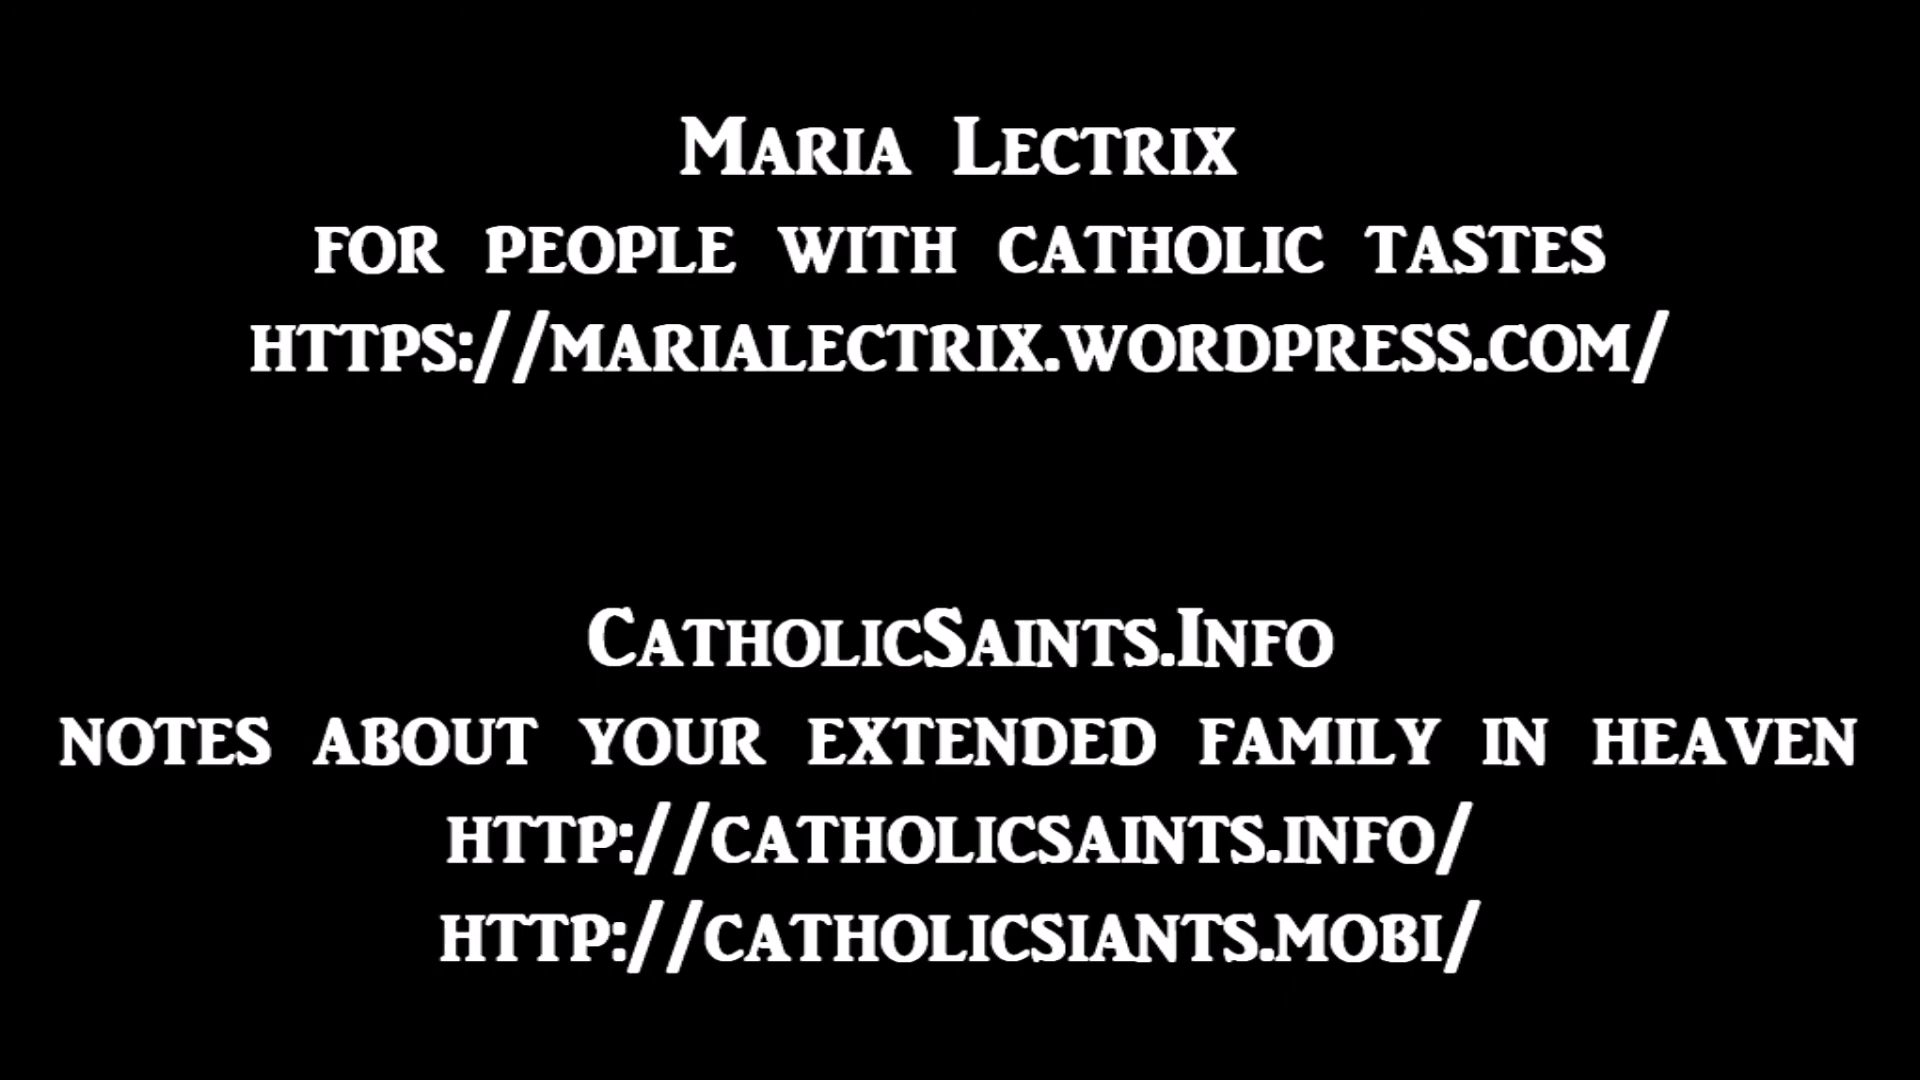 Maria Lectrix
for people with catholic tastes
https://marialectrix.wordpress.com/
CatholicSaints.Info
notes about your extended family in heaven
http://catholicsaints.info/
http://catholicsiants.mobi/